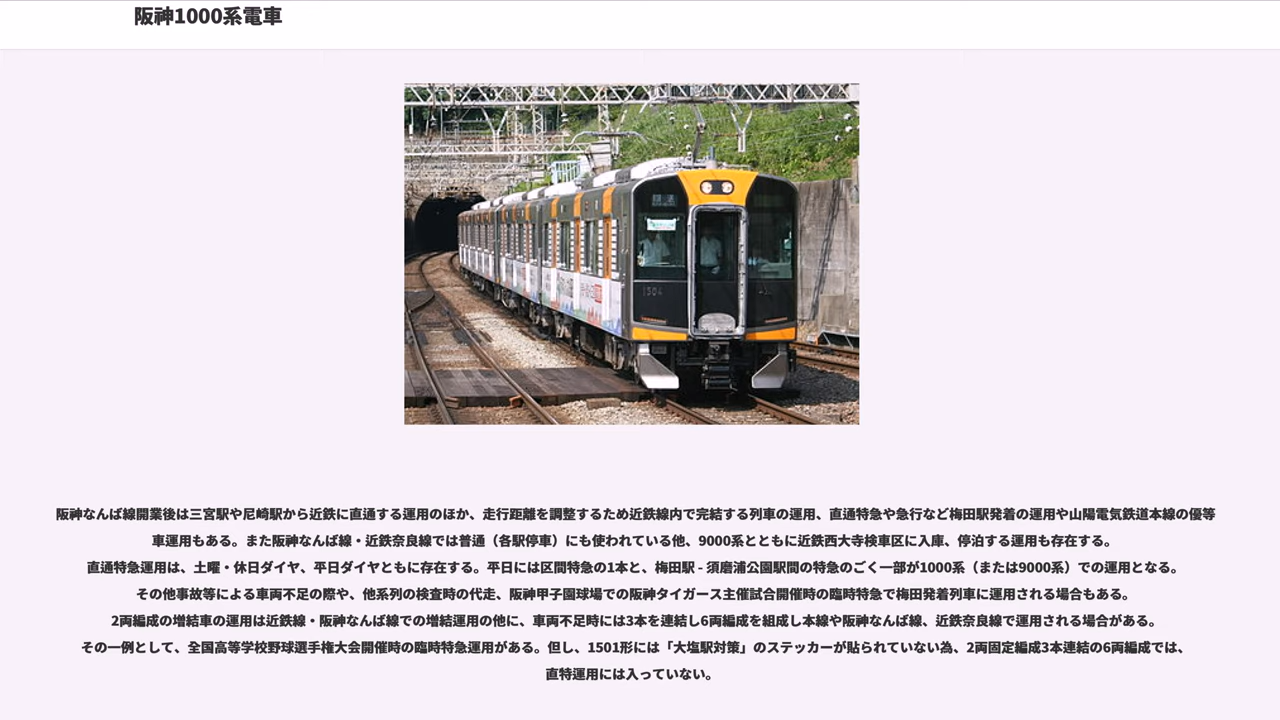 阪神1000系電車
1504
阪神なんば線開業後は三宮駅や尼崎駅から近鉄に直通する運用のほか、走行距離を調整するため近鉄線内で完結する列車の運用、直通特急や急行など梅田駅発着の運用や山陽電気鉄道本線の優等
車運用もある。また阪神なんば線・近鉄奈良線では普通（各駅停車）にも使われている他、9000系とともに近鉄西大寺検車区に入庫、停泊する運用も存在する。
直通特急運用は、土曜・休日ダイヤ、平日ダイヤともに存在する。平日には区間特急の1本と、梅田駅 - 須磨浦公園駅間の特急のごく一部が1000系（または9000系）での運用となる。
その他事故等による車両不足の際や、他系列の検査時の代走、阪神甲子園球場での阪神タイガース主催試合開催時の臨時特急で梅田発着列車に運用される場合もある。
2両編成の増結車の運用は近鉄線・阪神なんば線での増結運用の他に、車両不足時には3本を連結し6両編成を組成し本線や阪神なんば線、近鉄奈良線で運用される場合がある。
その一例として、全国高等学校野球選手権大会開催時の臨時特急運用がある。但し、1501形には「大塩駅対策」のステッカーが貼られていない為、2両固定編成3本連結の6両編成では、
直特運用には入っていない。